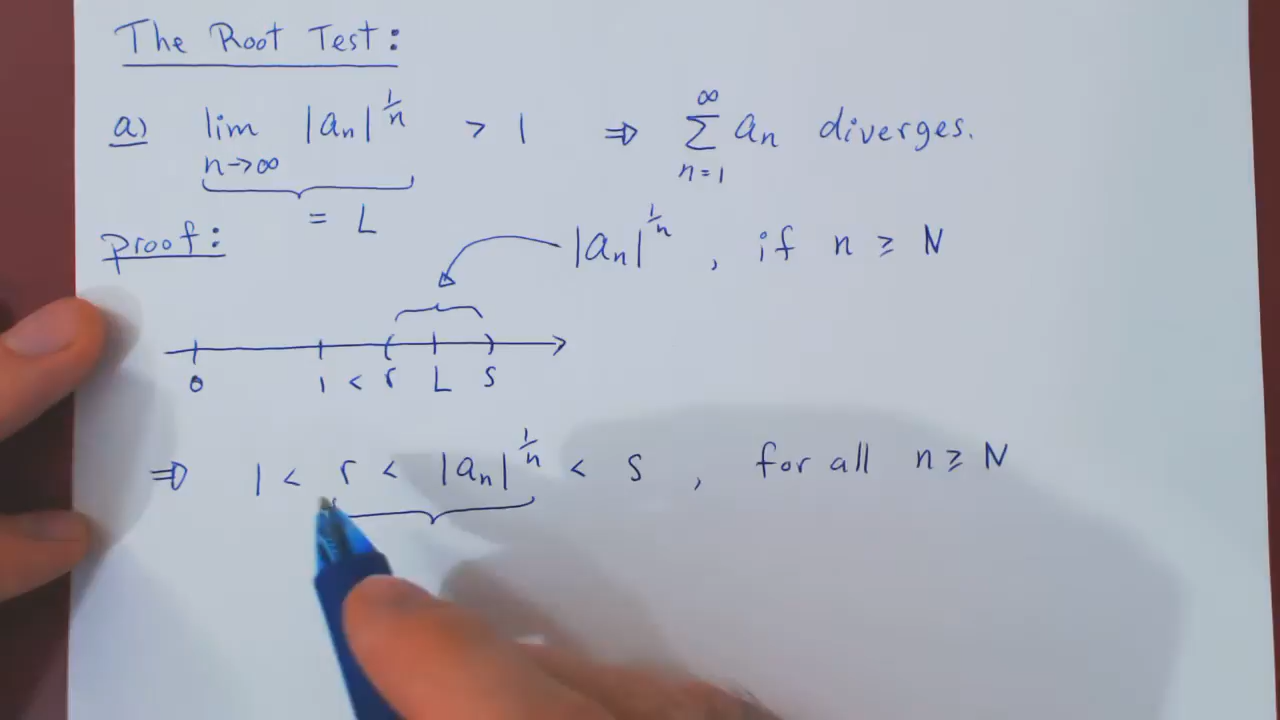 The Root Test:
a) lim n→∞ |aₙ|^(1/n) > 1 ⇒ ∑_{n=1}^{∞} aₙ diverges.
= L
proof:
|aₙ|^(1/n) , if n ≥ N
0 1 < r L s
⇒ 1 < r < |aₙ|^(1/n) < s , for all n ≥ N